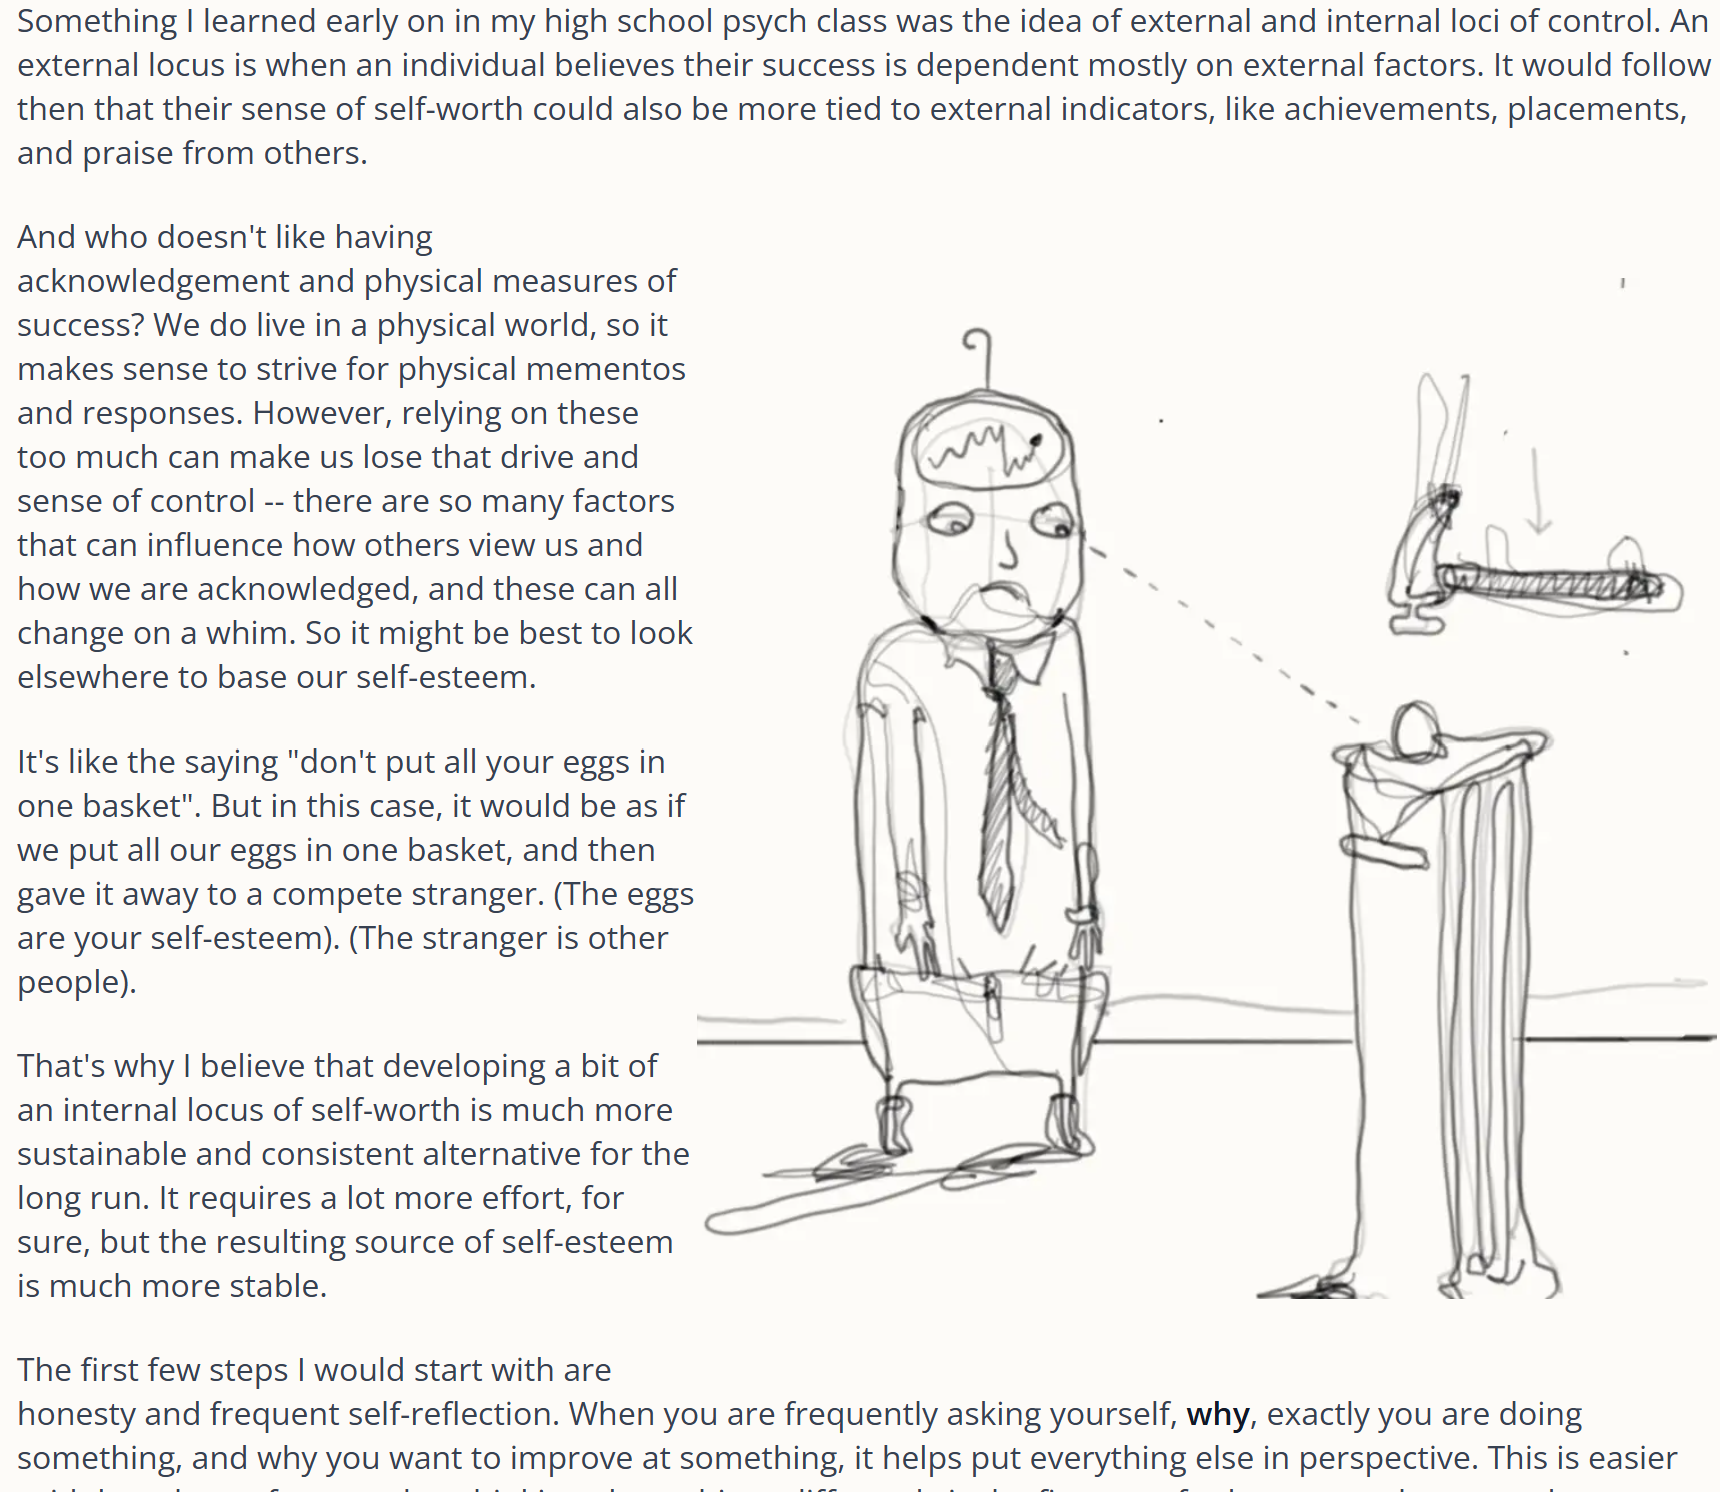 Something I learned early on in my high school psych class was the idea of external and internal loci of control. An
external locus is when an individual believes their success is dependent mostly on external factors. It would follow
then that their sense of self-worth could also be more tied to external indicators, like achievements, placements,
and praise from others.
And who doesn't like having
acknowledgement and physical measures of
success? We do live in a physical world, so it
makes sense to strive for physical mementos
and responses. However, relying on these
too much can make us lose that drive and
sense of control -- there are so many factors
that can influence how others view us and
how we are acknowledged, and these can all
change on a whim. So it might be best to look
elsewhere to base our self-esteem.
It's like the saying "don't put all your eggs in
one basket". But in this case, it would be as if
we put all our eggs in one basket, and then
gave it away to a compete stranger. (The eggs
are your self-esteem). (The stranger is other
people).
That's why I believe that developing a bit of
an internal locus of self-worth is much more
sustainable and consistent alternative for the
long run. It requires a lot more effort, for
sure, but the resulting source of self-esteem
is much more stable.
The first few steps I would start with are
honesty and frequent self-reflection. When you are frequently asking yourself, why, exactly you are doing
something, and why you want to improve at something, it helps put everything else in perspective. This is easier